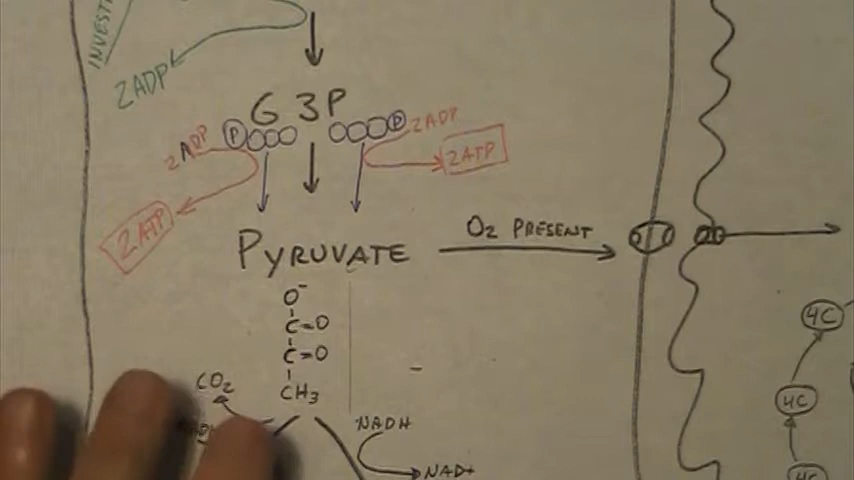 INVEST
2ADP
G3P
2ADP P P 2ADP
2ATP
2ATP
O2 PRESENT
PYRUVATE
O-
C=O
C=O
CH3
4C
CO2
NADH
4C
NAD+
4C